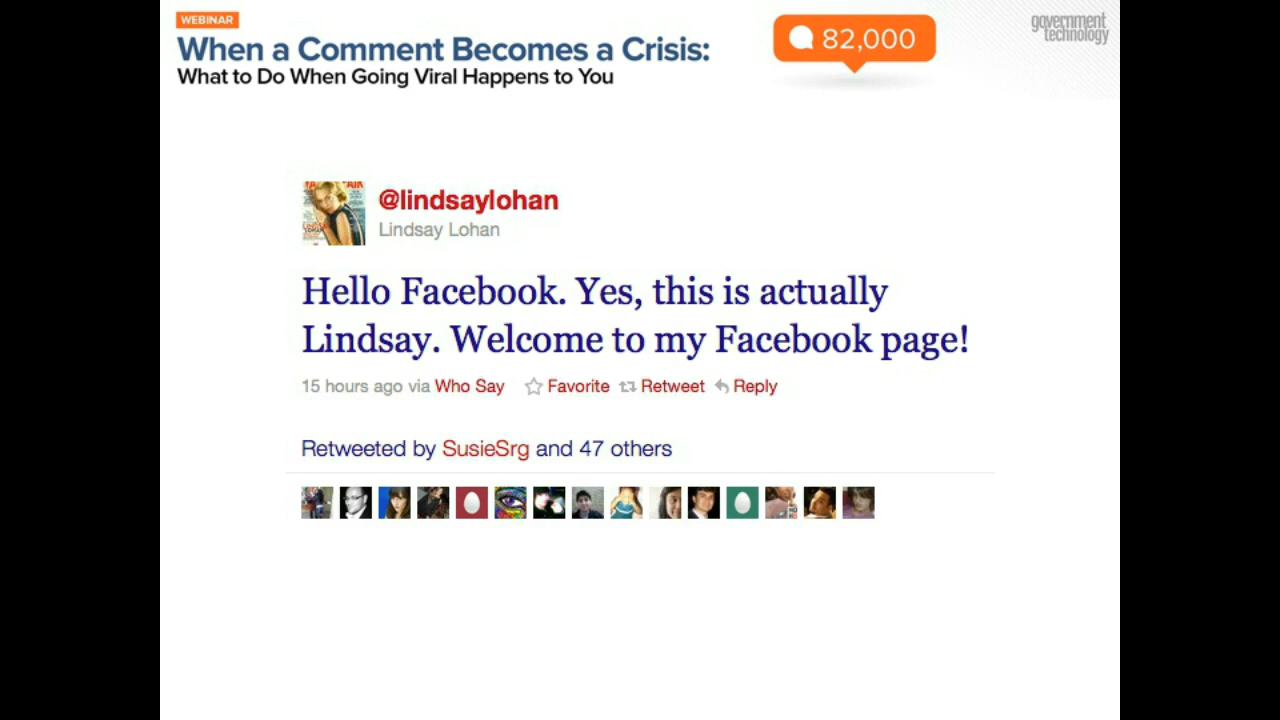 WEBINAR
When a Comment Becomes a Crisis:
What to Do When Going Viral Happens to You
82,000
government
technology
@lindsaylohan
Lindsay Lohan
Hello Facebook. Yes, this is actually
Lindsay. Welcome to my Facebook page!
15 hours ago via Who Say Favorite Retweet Reply
Retweeted by SusieSrg and 47 others